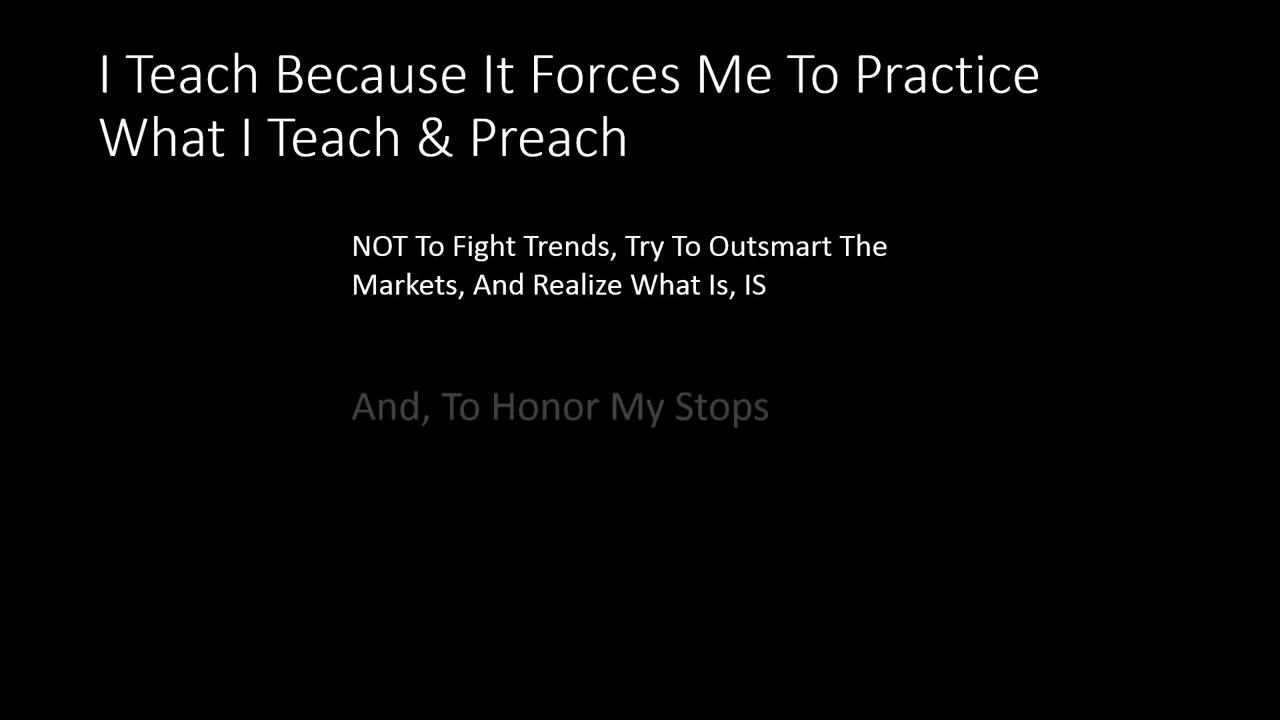 I Teach Because It Forces Me To Practice
What I Teach & Preach
NOT To Fight Trends, Try To Outsmart The
Markets, And Realize What Is, IS
And, To Honor My Stops